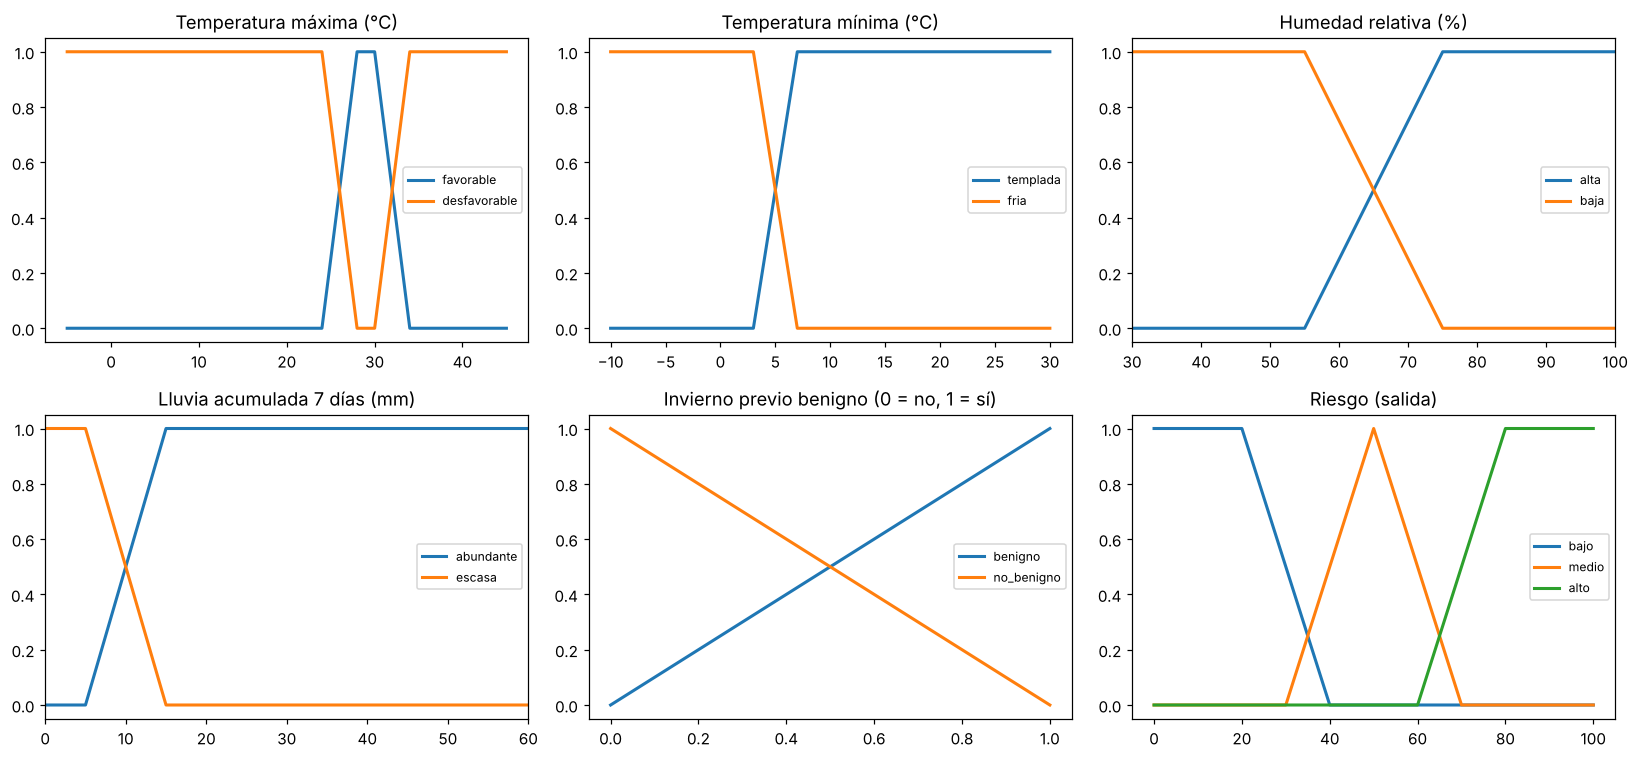 Temperatura máxima (°C)
1.0
0.8
0.6
0.4
0.2
0.0
favorable
desfavorable
0 10 20 30 40
Temperatura mínima (°C)
1.0
0.8
0.6
0.4
0.2
0.0
templada
fria
−10 −5 0 5 10 15 20 25 30
Humedad relativa (%)
1.0
0.8
0.6
0.4
0.2
0.0
alta
baja
30 40 50 60 70 80 90 100
Lluvia acumulada 7 días (mm)
1.0
0.8
0.6
0.4
0.2
0.0
abundante
escasa
0 10 20 30 40 50 60
Invierno previo benigno (0 = no, 1 = sí)
1.0
0.8
0.6
0.4
0.2
0.0
benigno
no_benigno
0.0 0.2 0.4 0.6 0.8 1.0
Riesgo (salida)
1.0
0.8
0.6
0.4
0.2
0.0
bajo
medio
alto
0 20 40 60 80 100